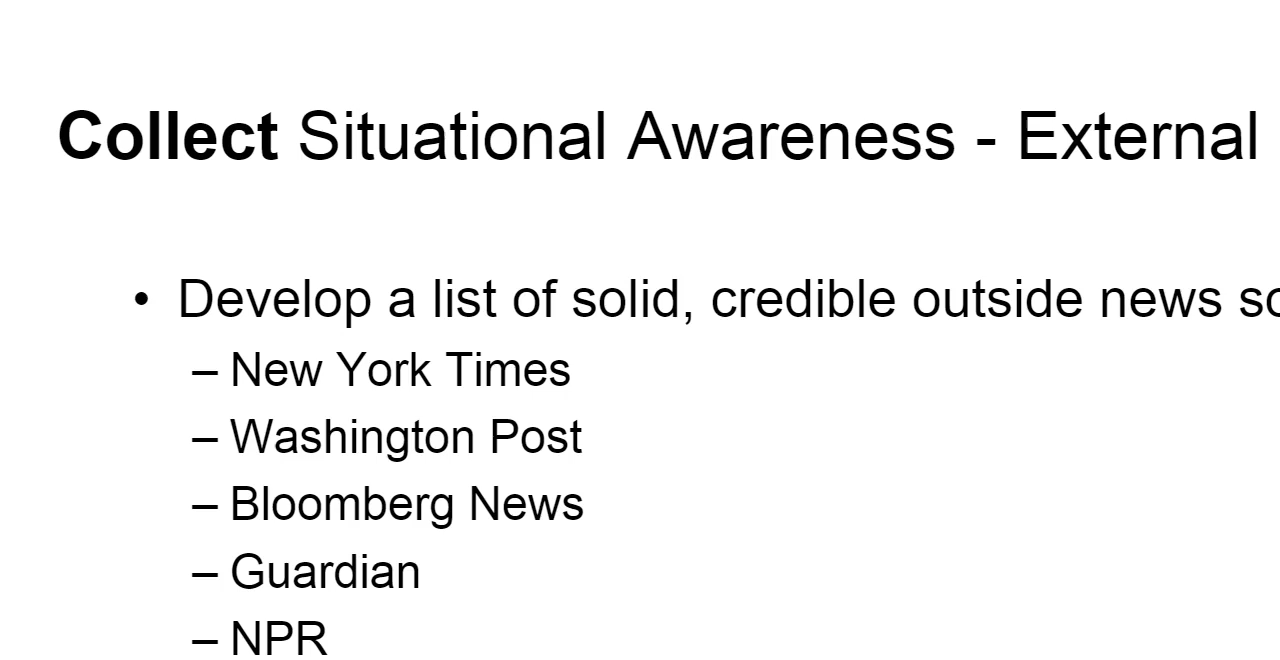 Collect Situational Awareness - External
• Develop a list of solid, credible outside news
– New York Times
– Washington Post
– Bloomberg News
– Guardian
– NPR